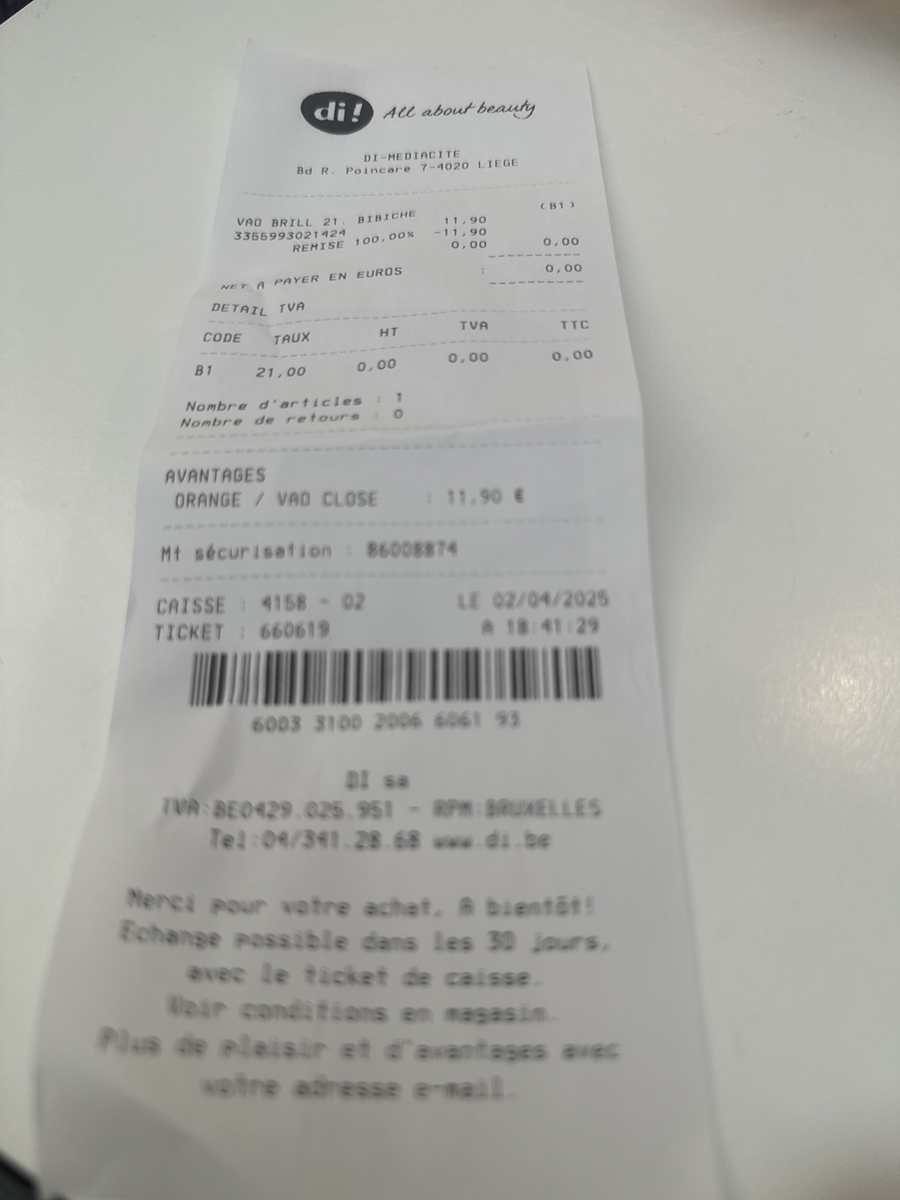 di! All about beauty
DI-MEDIACITE
Bd R. Poincare 7-4020 LIEGE
(B1)
VAO BRILL 21. BIBICHE 11,90
3355993021424 -11,90
REMISE 100,00% 0,00 0,00
NET A PAYER EN EUROS : 0,00
DETAIL TVA
CODE TAUX HT TVA TTC
B1 21,00 0,00 0,00 0,00
Nombre d'articles : 1
Nombre de retours : 0
AVANTAGES
ORANGE / VAO CLOSE : 11,90 €
Mt sécurisation : 86008874
CAISSE : 4158 - 02 LE 02/04/2025
TICKET : 660619 A 18:41:29
6003 3100 2006 6061 93
DI sa
TVA:BE0429.025.951 - RPM:BRUXELLES
Tel:04/341.28.68 www.di.be
Merci pour votre achat. A bientôt!
Echange possible dans les 30 jours,
avec le ticket de caisse.
Voir conditions en magasin.
Plus de plaisir et d'avantages avec
votre adresse e-mail.